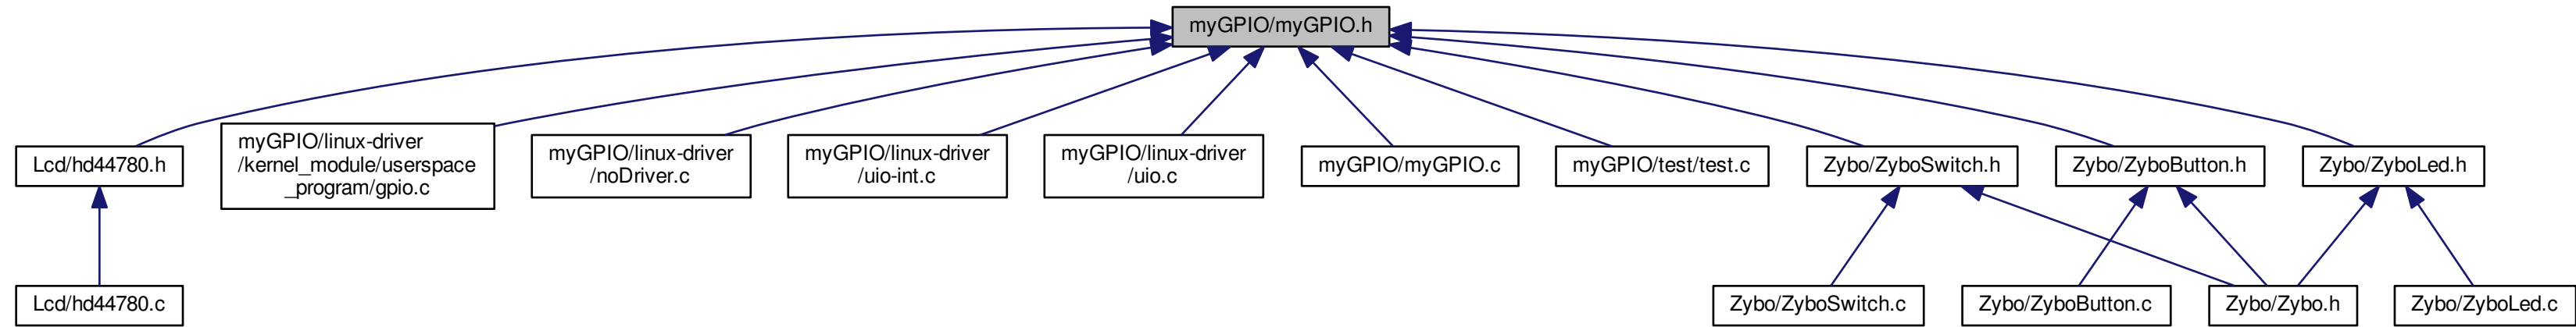 myGPIO/myGPIO.h
Lcd/hd44780.h
myGPIO/linux-driver
/kernel_module/userspace
_program/gpio.c
myGPIO/linux-driver
/noDriver.c
myGPIO/linux-driver
/uio-int.c
myGPIO/linux-driver
/uio.c
myGPIO/myGPIO.c
myGPIO/test/test.c
Zybo/ZyboSwitch.h
Zybo/ZyboButton.h
Zybo/ZyboLed.h
Lcd/hd44780.c
Zybo/ZyboSwitch.c
Zybo/ZyboButton.c
Zybo/Zybo.h
Zybo/ZyboLed.c